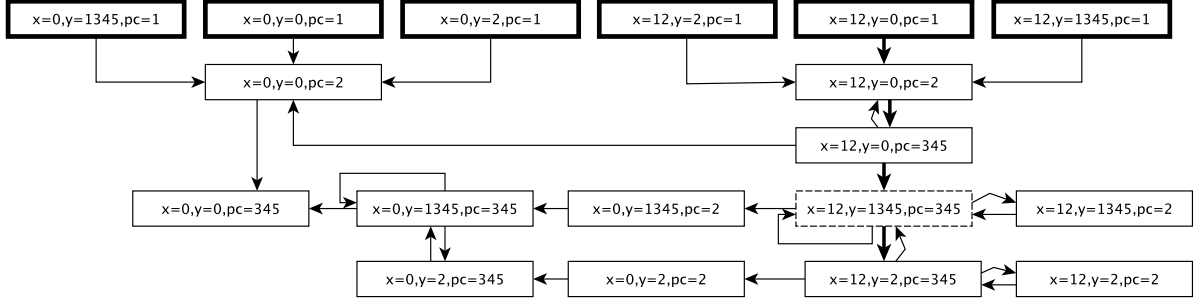 x=0,y=1345,pc=1
x=0,y=0,pc=1
x=0,y=2,pc=1
x=12,y=2,pc=1
x=12,y=0,pc=1
x=12,y=1345,pc=1
x=0,y=0,pc=2
x=12,y=0,pc=2
x=12,y=0,pc=345
x=0,y=0,pc=345
x=0,y=1345,pc=345
x=0,y=1345,pc=2
x=12,y=1345,pc=345
x=12,y=1345,pc=2
x=0,y=2,pc=345
x=0,y=2,pc=2
x=12,y=2,pc=345
x=12,y=2,pc=2